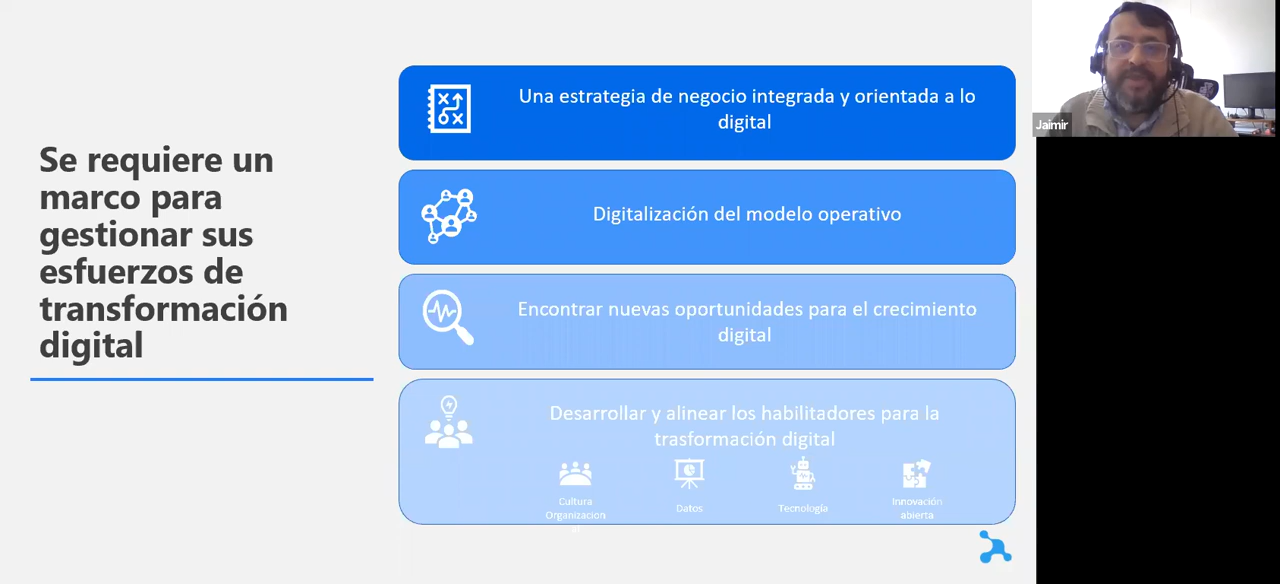 Se requiere un
marco para
gestionar sus
esfuerzos de
transformación
digital
Una estrategia de negocio integrada y orientada a lo
digital
Digitalización del modelo operativo
Encontrar nuevas oportunidades para el crecimiento
digital
Desarrollar y alinear los habilitadores para la
trasformación digital
Cultura
Organizacion
al
Datos
Tecnología
Innovación
abierta
Jaimir